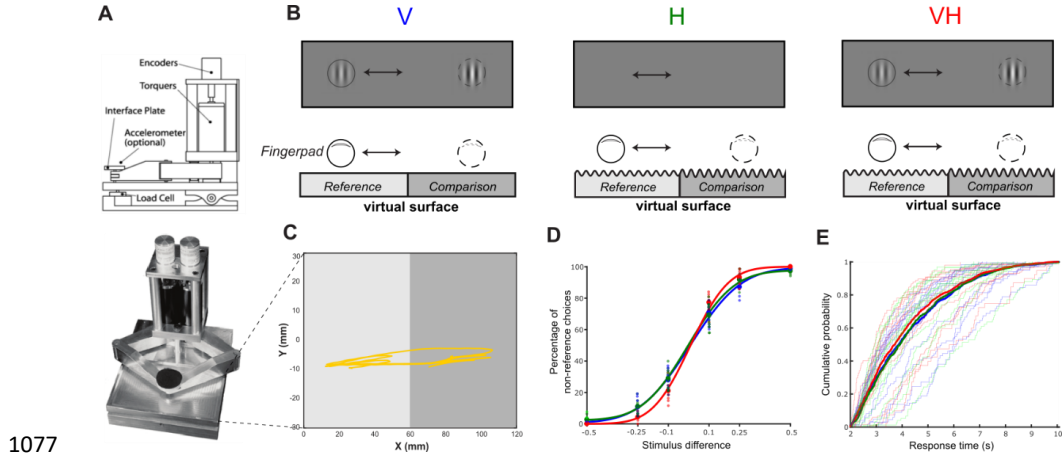 A
B
V
H
VH
Encoders
Torquers
Interface Plate
Accelerometer
(optional)
Load Cell
Fingerpad
Reference
Comparison
virtual surface
Reference
Comparison
virtual surface
Reference
Comparison
virtual surface
C
Y (mm)
30
20
10
0
-80
0
20
40
60
80
100
120
X (mm)
D
Percentage of
non-reference choices
100
80
60
40
20
0
-0.5
-0.25
-0.1
0.1
0.25
0.5
Stimulus difference
E
Cumulative probability
1
0.8
0.6
0.4
0.2
0
2
3
4
5
6
7
8
9
10
Response time (s)
1077